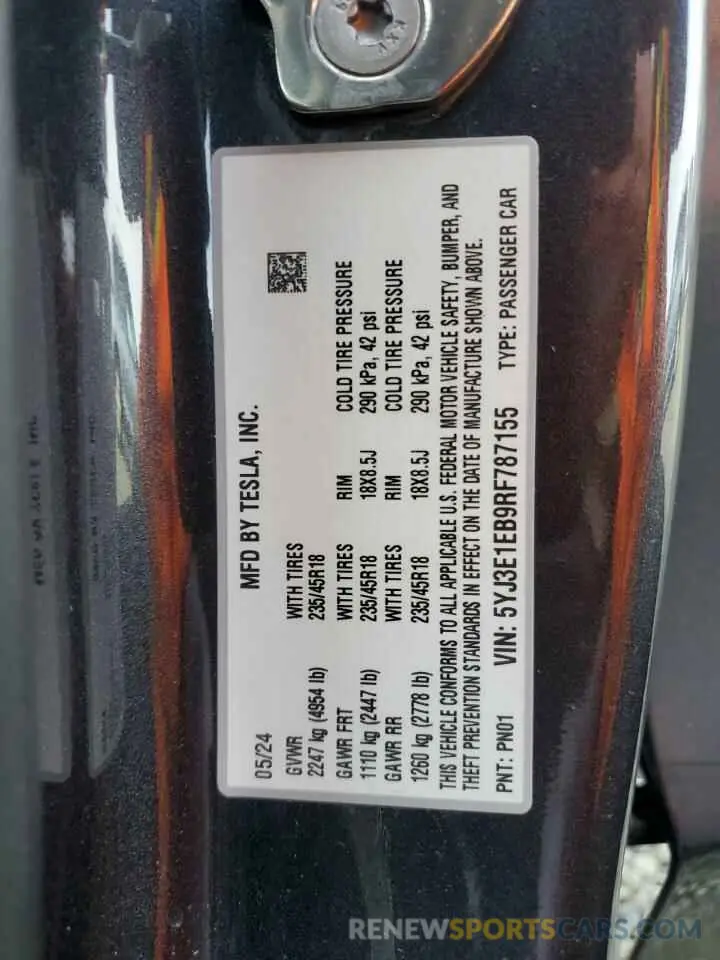 MFD BY TESLA, INC.
05/24
GVWR WITH TIRES
2247 kg (4954 lb) 235/45R18
GAWR FRT WITH TIRES RIM COLD TIRE PRESSURE
1110 kg (2447 lb) 235/45R18 18X8.5J 290 kPa, 42 psi
GAWR RR WITH TIRES RIM COLD TIRE PRESSURE
1260 kg (2778 lb) 235/45R18 18X8.5J 290 kPa, 42 psi
THIS VEHICLE CONFORMS TO ALL APPLICABLE U.S. FEDERAL MOTOR VEHICLE SAFETY, BUMPER, AND
THEFT PREVENTION STANDARDS IN EFFECT ON THE DATE OF MANUFACTURE SHOWN ABOVE.
PNT: PN01 VIN: 5YJ3E1EB9RF787155 TYPE: PASSENGER CAR
RENEWSPORTSCARS.COM